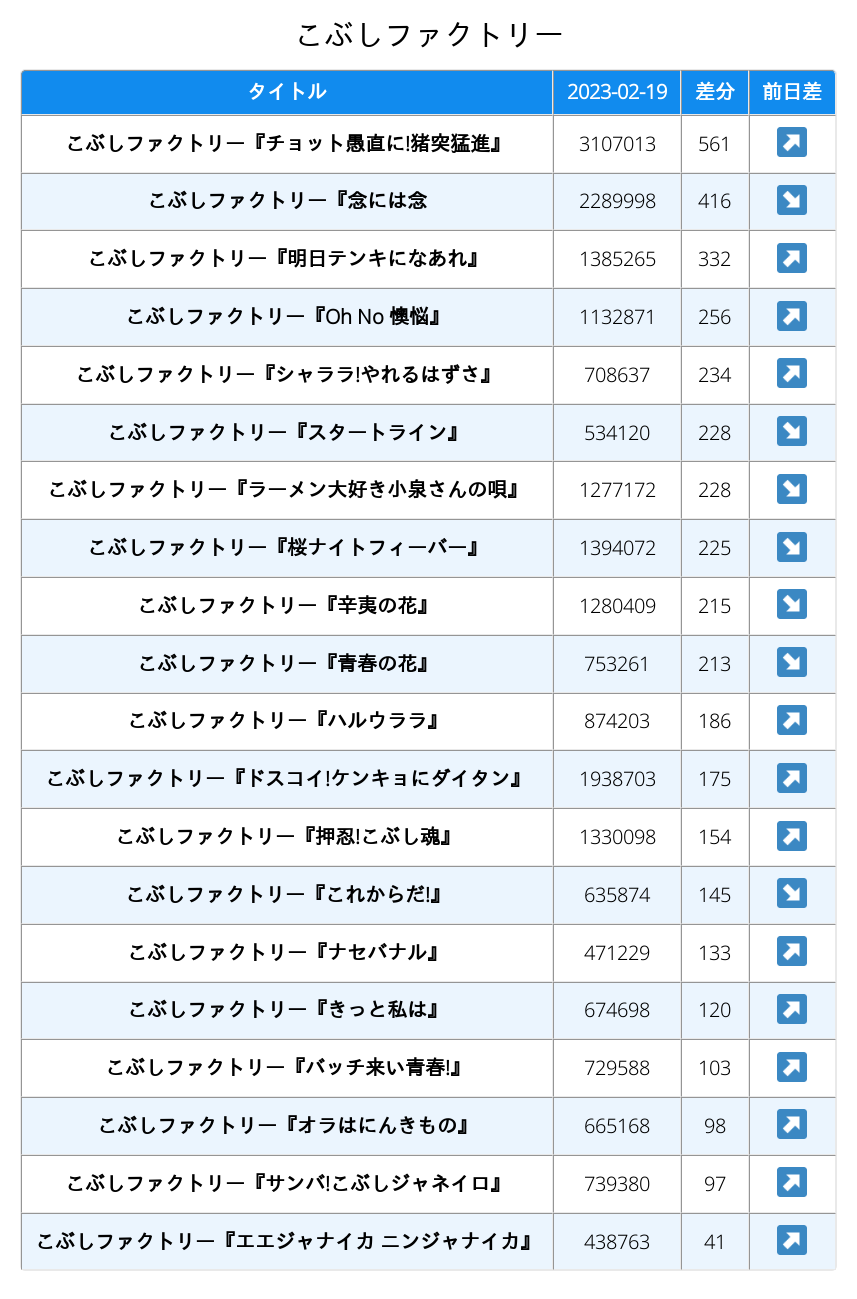 こぶしファクトリー
タイトル 2023-02-19 差分 前日差
こぶしファクトリー『チョット愚直に!猪突猛進』 3107013 561 ↗
こぶしファクトリー『念には念 2289998 416 ↘
こぶしファクトリー『明日テンキになあれ』 1385265 332 ↗
こぶしファクトリー『Oh No 懊悩』 1132871 256 ↗
こぶしファクトリー『シャララ!やれるはずさ』 708637 234 ↗
こぶしファクトリー『スタートライン』 534120 228 ↘
こぶしファクトリー『ラーメン大好き小泉さんの唄』 1277172 228 ↘
こぶしファクトリー『桜ナイトフィーバー』 1394072 225 ↘
こぶしファクトリー『辛夷の花』 1280409 215 ↘
こぶしファクトリー『青春の花』 753261 213 ↘
こぶしファクトリー『ハルウララ』 874203 186 ↗
こぶしファクトリー『ドスコイ!ケンキョにダイタン』 1938703 175 ↗
こぶしファクトリー『押忍!こぶし魂』 1330098 154 ↗
こぶしファクトリー『これからだ!』 635874 145 ↘
こぶしファクトリー『ナセバナル』 471229 133 ↗
こぶしファクトリー『きっと私は』 674698 120 ↗
こぶしファクトリー『バッチ来い青春!』 729588 103 ↗
こぶしファクトリー『オラはにんきもの』 665168 98 ↗
こぶしファクトリー『サンバ!こぶしジャネイロ』 739380 97 ↗
こぶしファクトリー『エエジャナイカ ニンジャナイカ』 438763 41 ↗